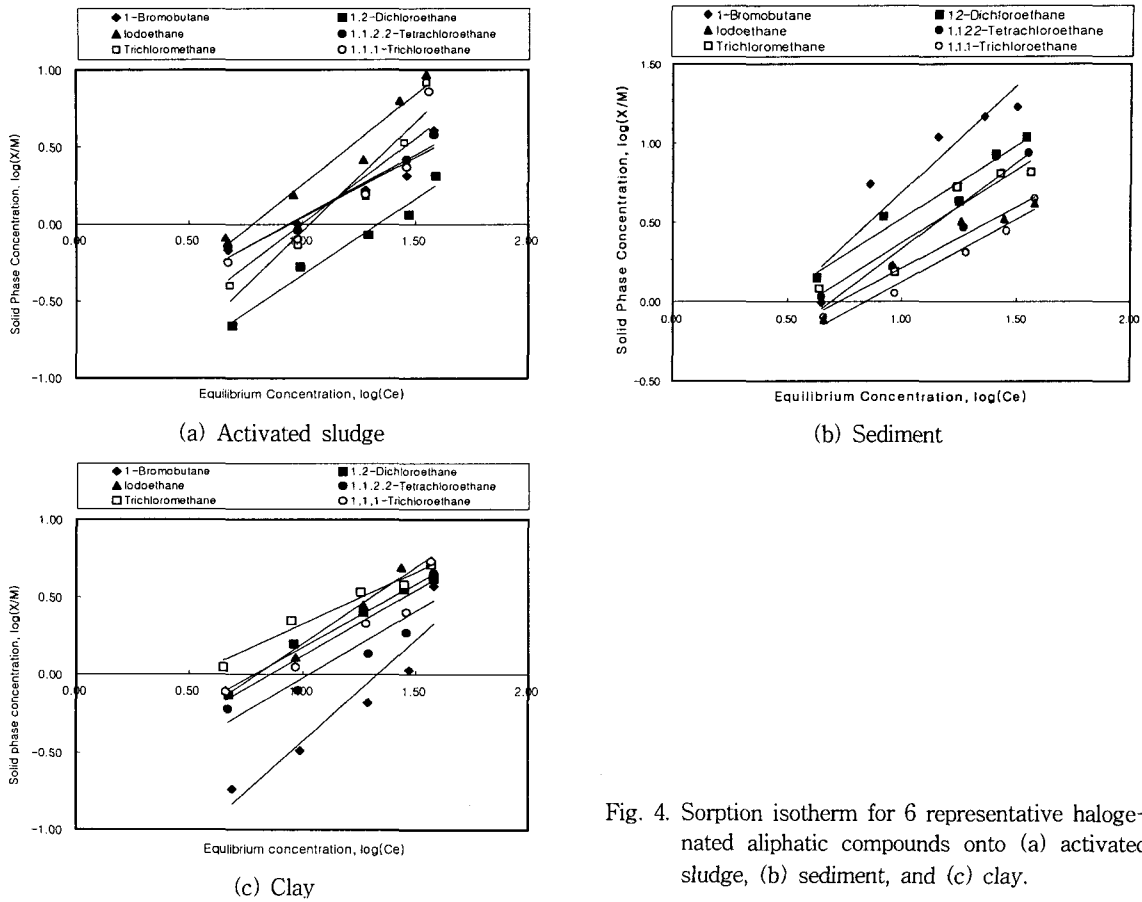 1-Bromobutane
1.2-Dichloroethane
Iodoethane
1.1.2.2-Tetrachloroethane
Trichloromethane
1.1.1-Trichloroethane
1.00
0.50
0.00
-0.50
-1.00
0.00
0.50
1.00
1.50
2.00
Solid Phase Concentration, log(X/M)
Equilibrium Concentration, log(Ce)
(a) Activated sludge
1-Bromobutane
12-Dichloroethane
Iodoethane
1.122-Tetrachloroethane
Trichloromethane
1.1.1-Trichloroethane
1.50
1.00
0.50
0.00
-0.50
0.00
0.50
1.00
1.50
2.00
Solid Phase Concentration, log(X/M)
Equilibrium Concentration, log(Ce)
(b) Sediment
1-Bromobutane
1.2-Dichloroethane
Iodoethane
1.1.2.2-Tetrachloroethane
Trichloromethane
1,1,1-Trichloroethane
1.00
0.50
0.00
-0.50
-1.00
0.00
0.50
1.00
1.50
2.00
Solid phase concentration, log(X/M)
Equilibrium concentration, log(Ce)
(c) Clay
Fig. 4. Sorption isotherm for 6 representative haloge-
nated aliphatic compounds onto (a) activated
sludge, (b) sediment, and (c) clay.